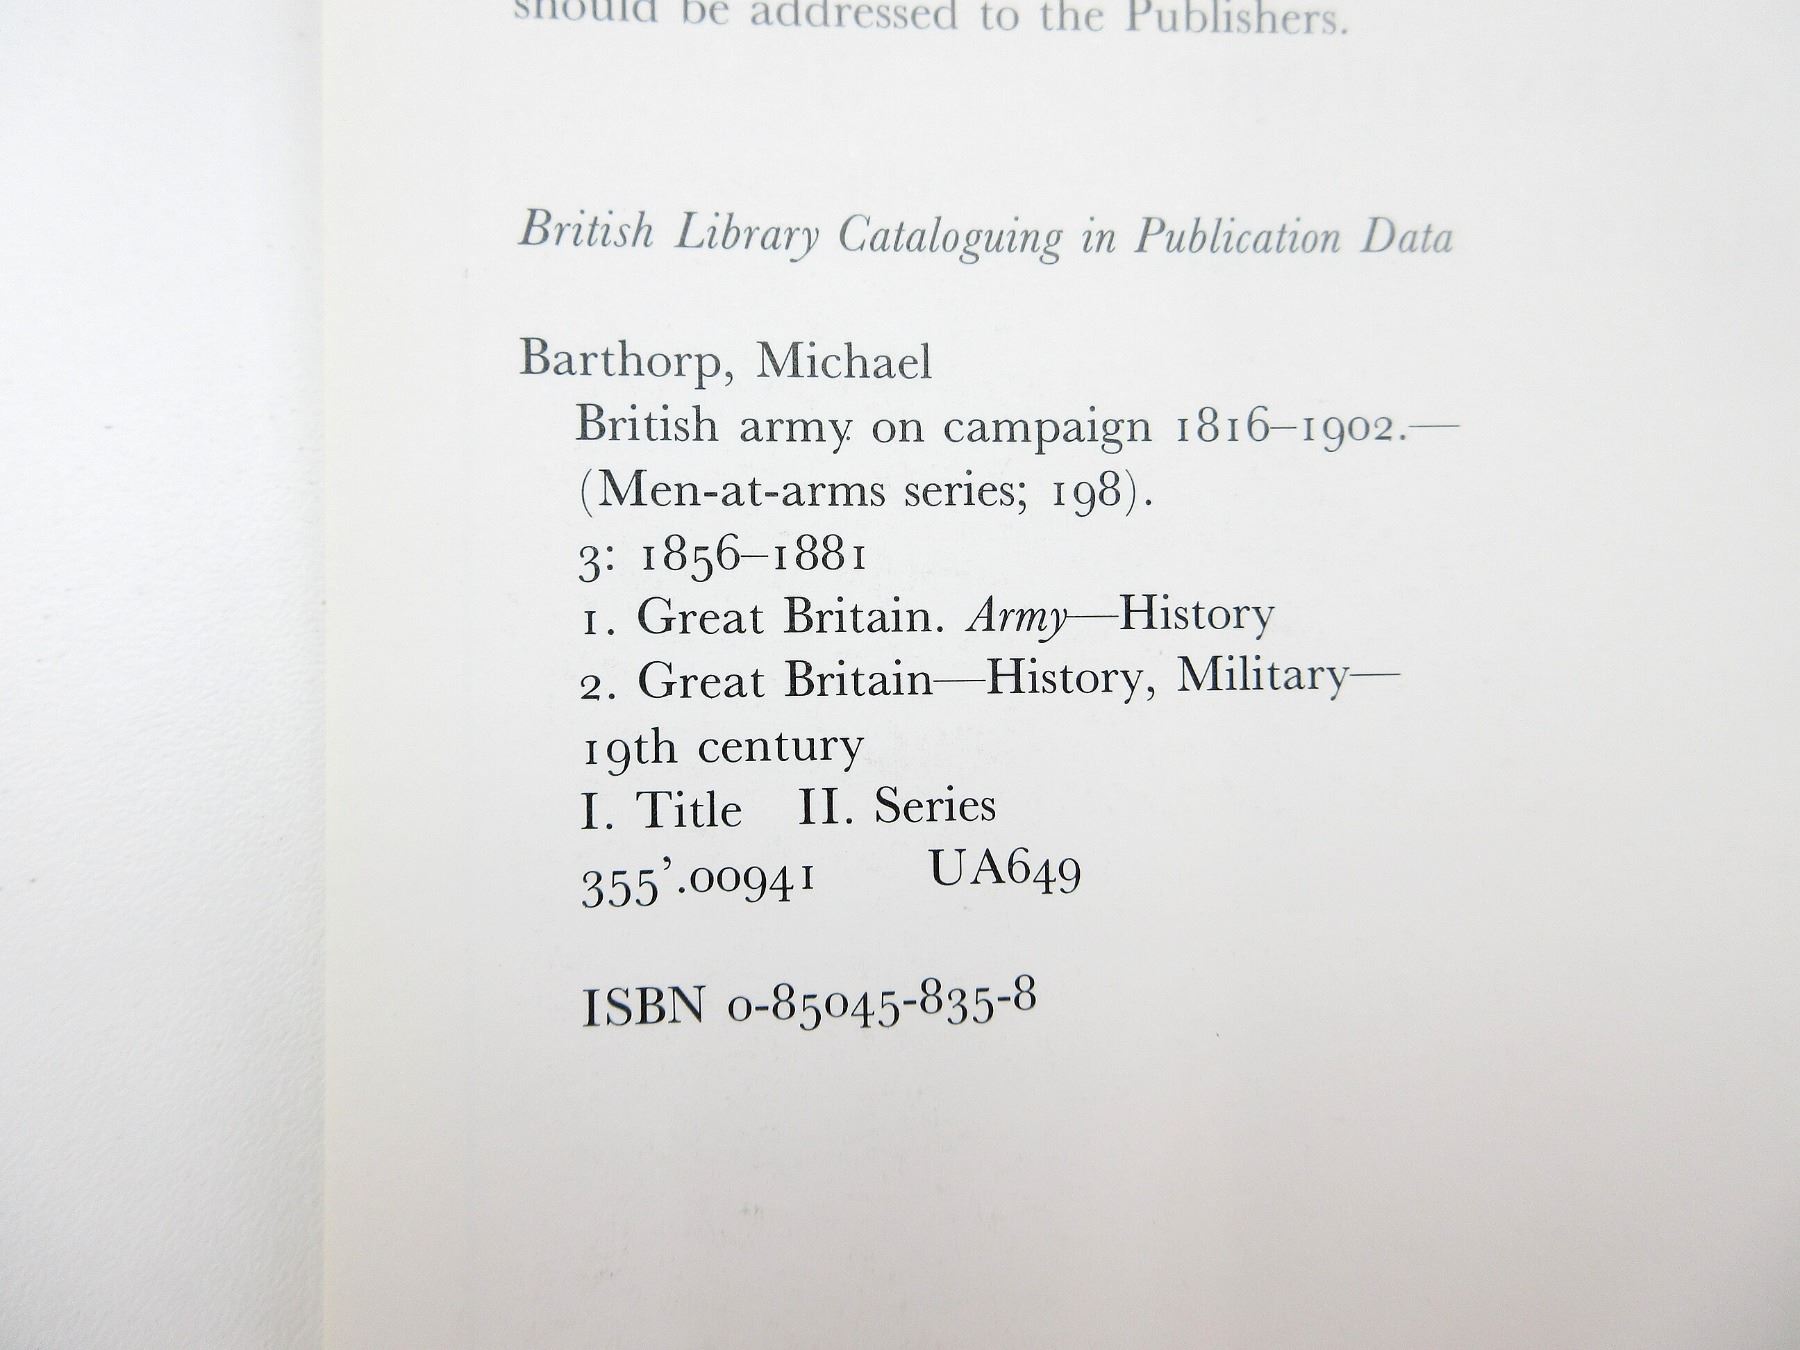 should be addressed to the Publishers.
British Library Cataloguing in Publication Data
Barthorp, Michael
British army on campaign 1816–1902.—
(Men-at-arms series; 198).
3: 1856–1881
1. Great Britain. Army—History
2. Great Britain—History, Military—
19th century
I. Title II. Series
355’.00941 UA649
ISBN 0-85045-835-8